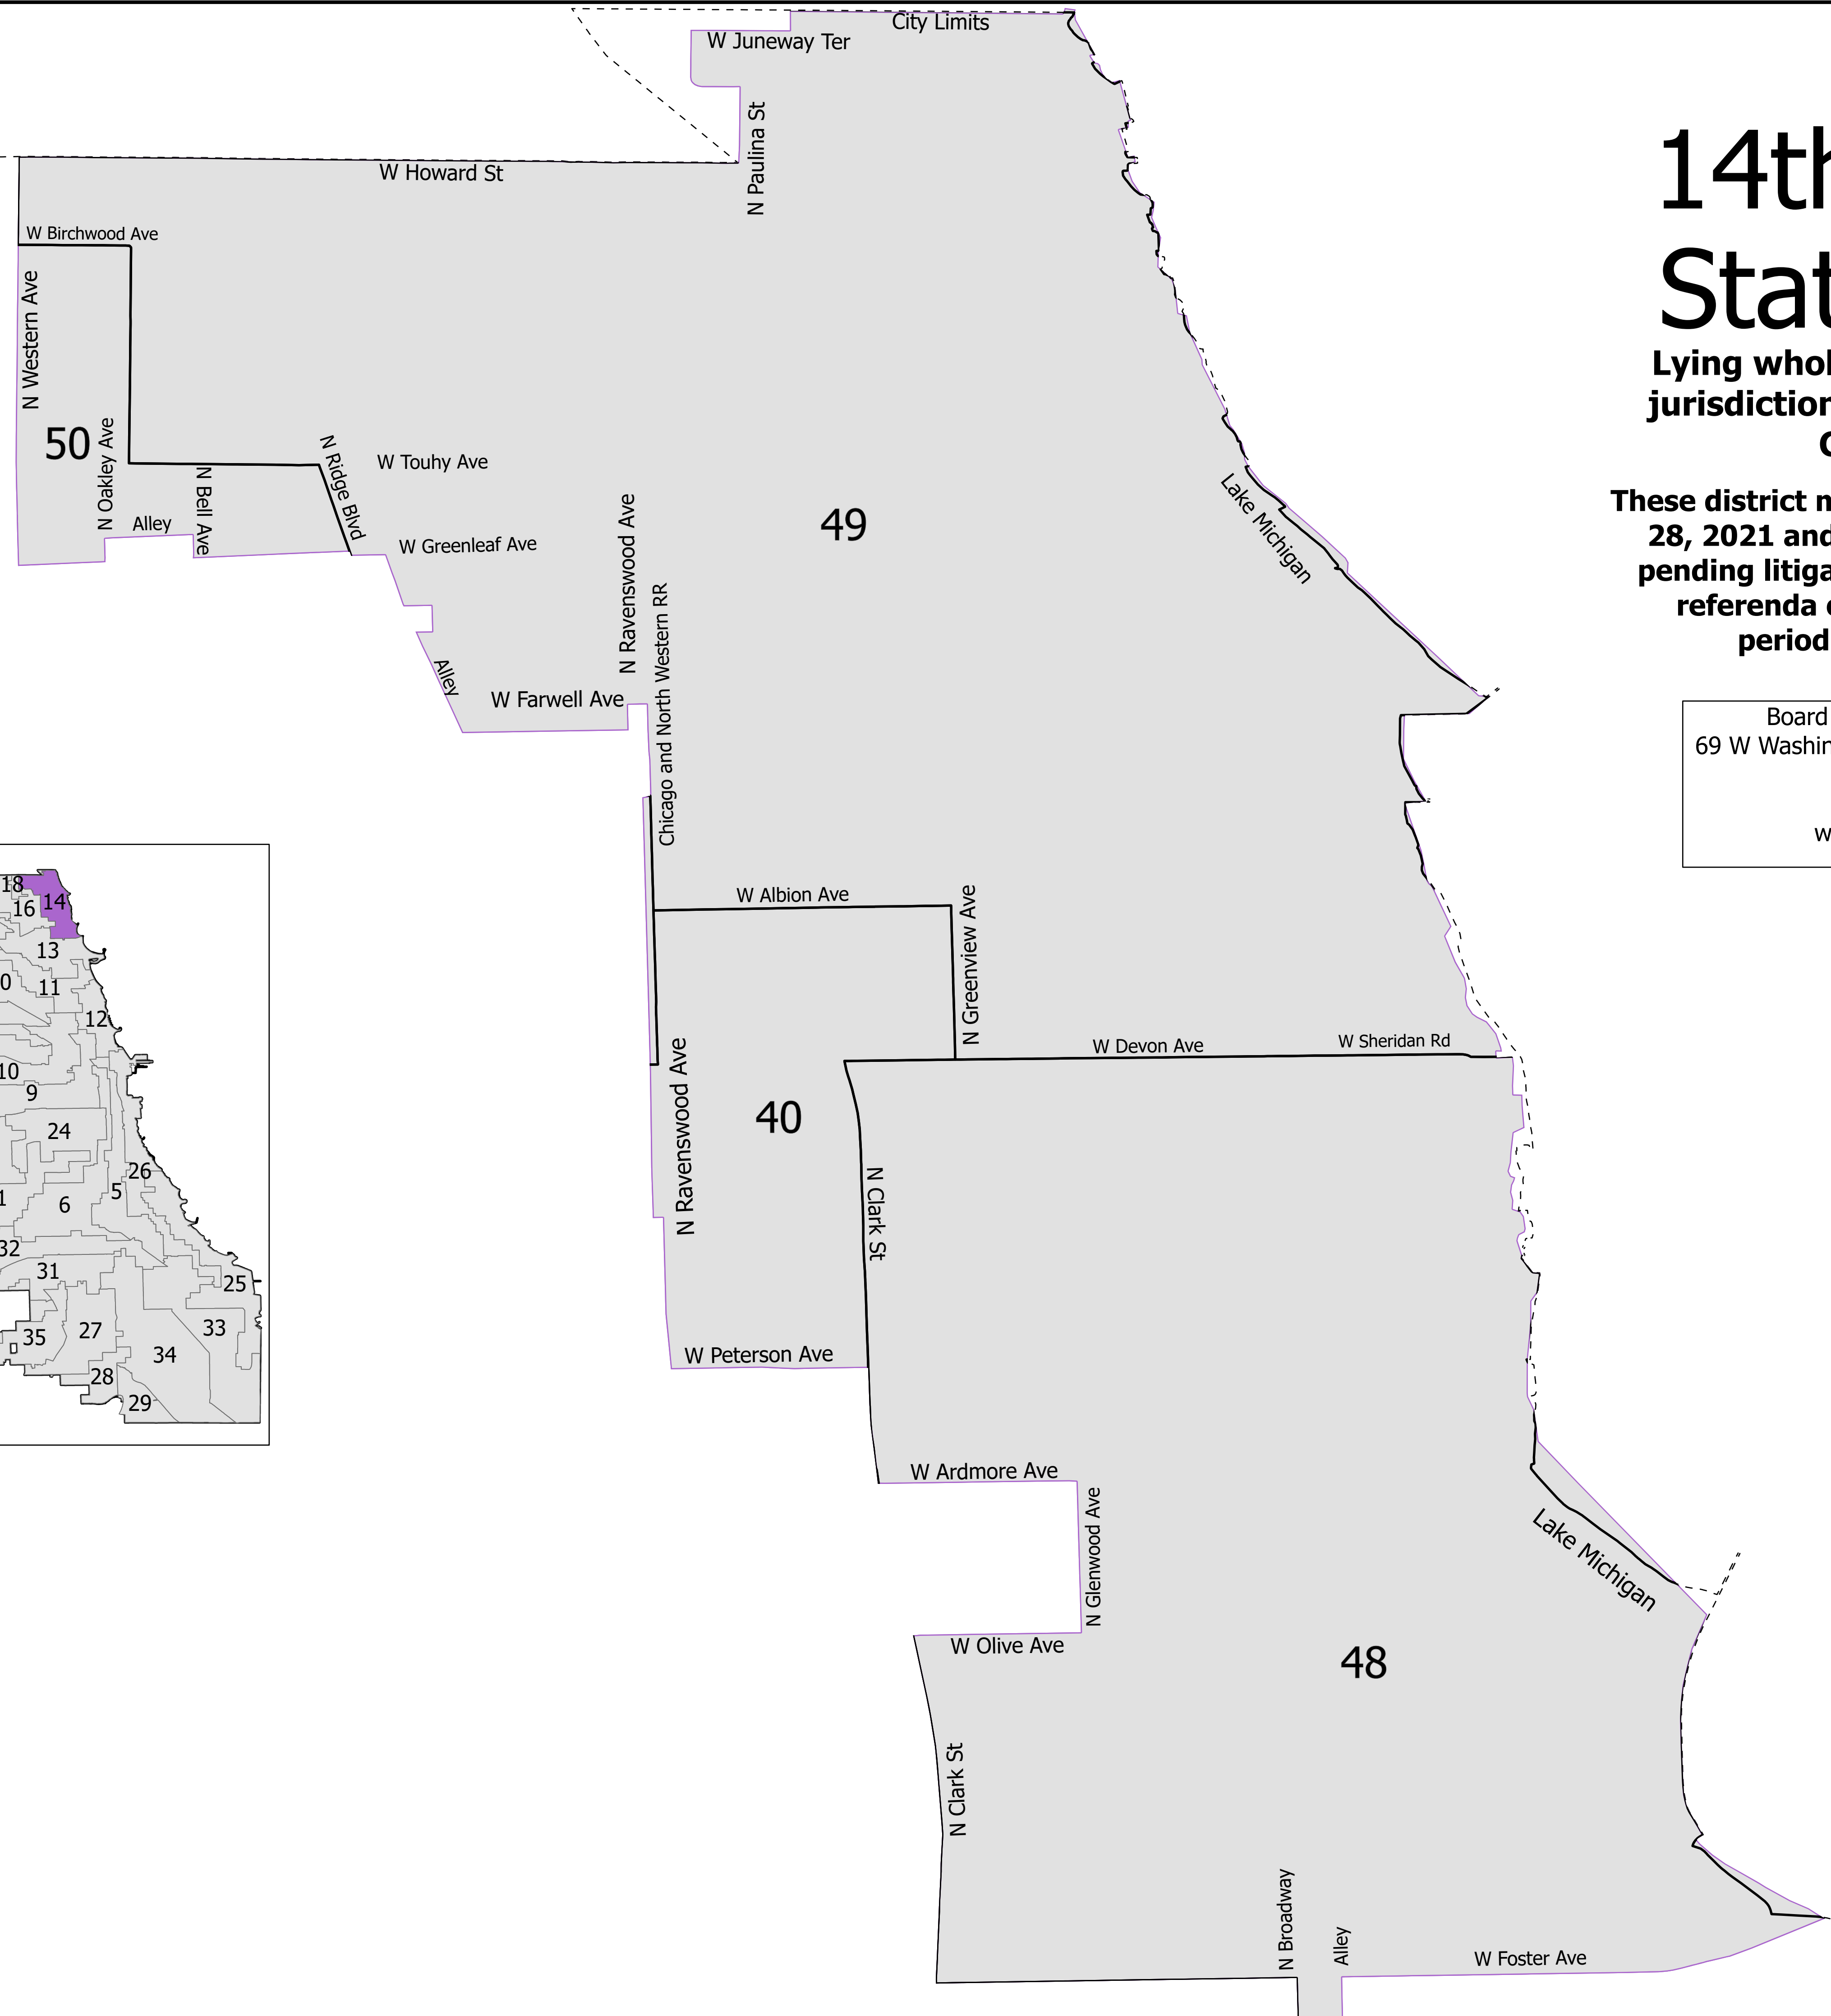 City Limits
W Juneway Ter
N Paulina St
W Howard St
W Birchwood Ave
N Western Ave
50
N Oakley Ave
Alley
N Bell Ave
N Ridge Blvd
W Touhy Ave
W Greenleaf Ave
Alley
W Farwell Ave
N Ravenswood Ave
Chicago and North Western RR
49
Lake Michigan
W Albion Ave
N Greenview Ave
W Devon Ave
W Sheridan Rd
N Ravenswood Ave
40
N Clark St
W Peterson Ave
W Ardmore Ave
N Glenwood Ave
W Olive Ave
48
Lake Michigan
N Clark St
N Broadway
Alley
W Foster Ave
14th
Stat
Lying whol
jurisdiction
C
These district m
28, 2021 and
pending litiga
referenda
period
Board
69 W Washin
w
18
14
16
13
0
11
12
10
9
24
26
1
5
6
32
31
25
35
27
33
34
28
29